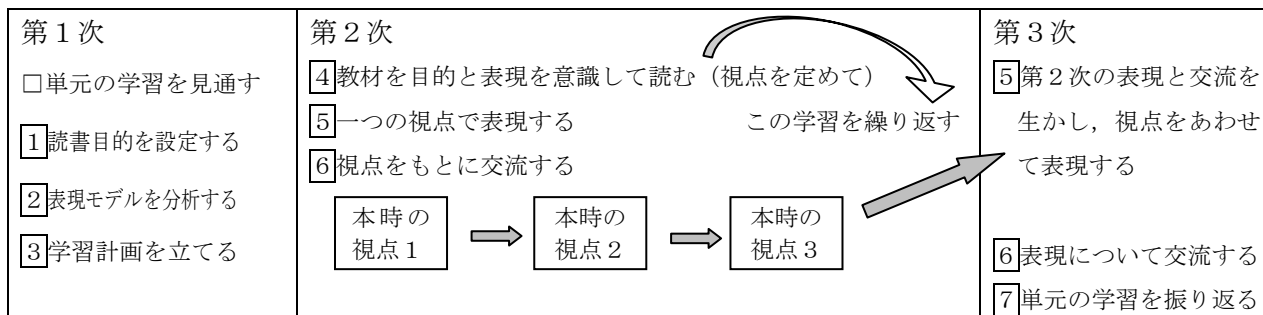 第１次
□単元の学習を見通す
１読書目的を設定する
２表現モデルを分析する
３学習計画を立てる
第２次
４教材を目的と表現を意識して読む（視点を定めて）
５一つの視点で表現する
この学習を繰り返す
６視点をもとに交流する
本時の
視点１
本時の
視点２
本時の
視点３
第３次
５第２次の表現と交流を
生かし，視点をあわせ
て表現する
６表現について交流する
７単元の学習を振り返る